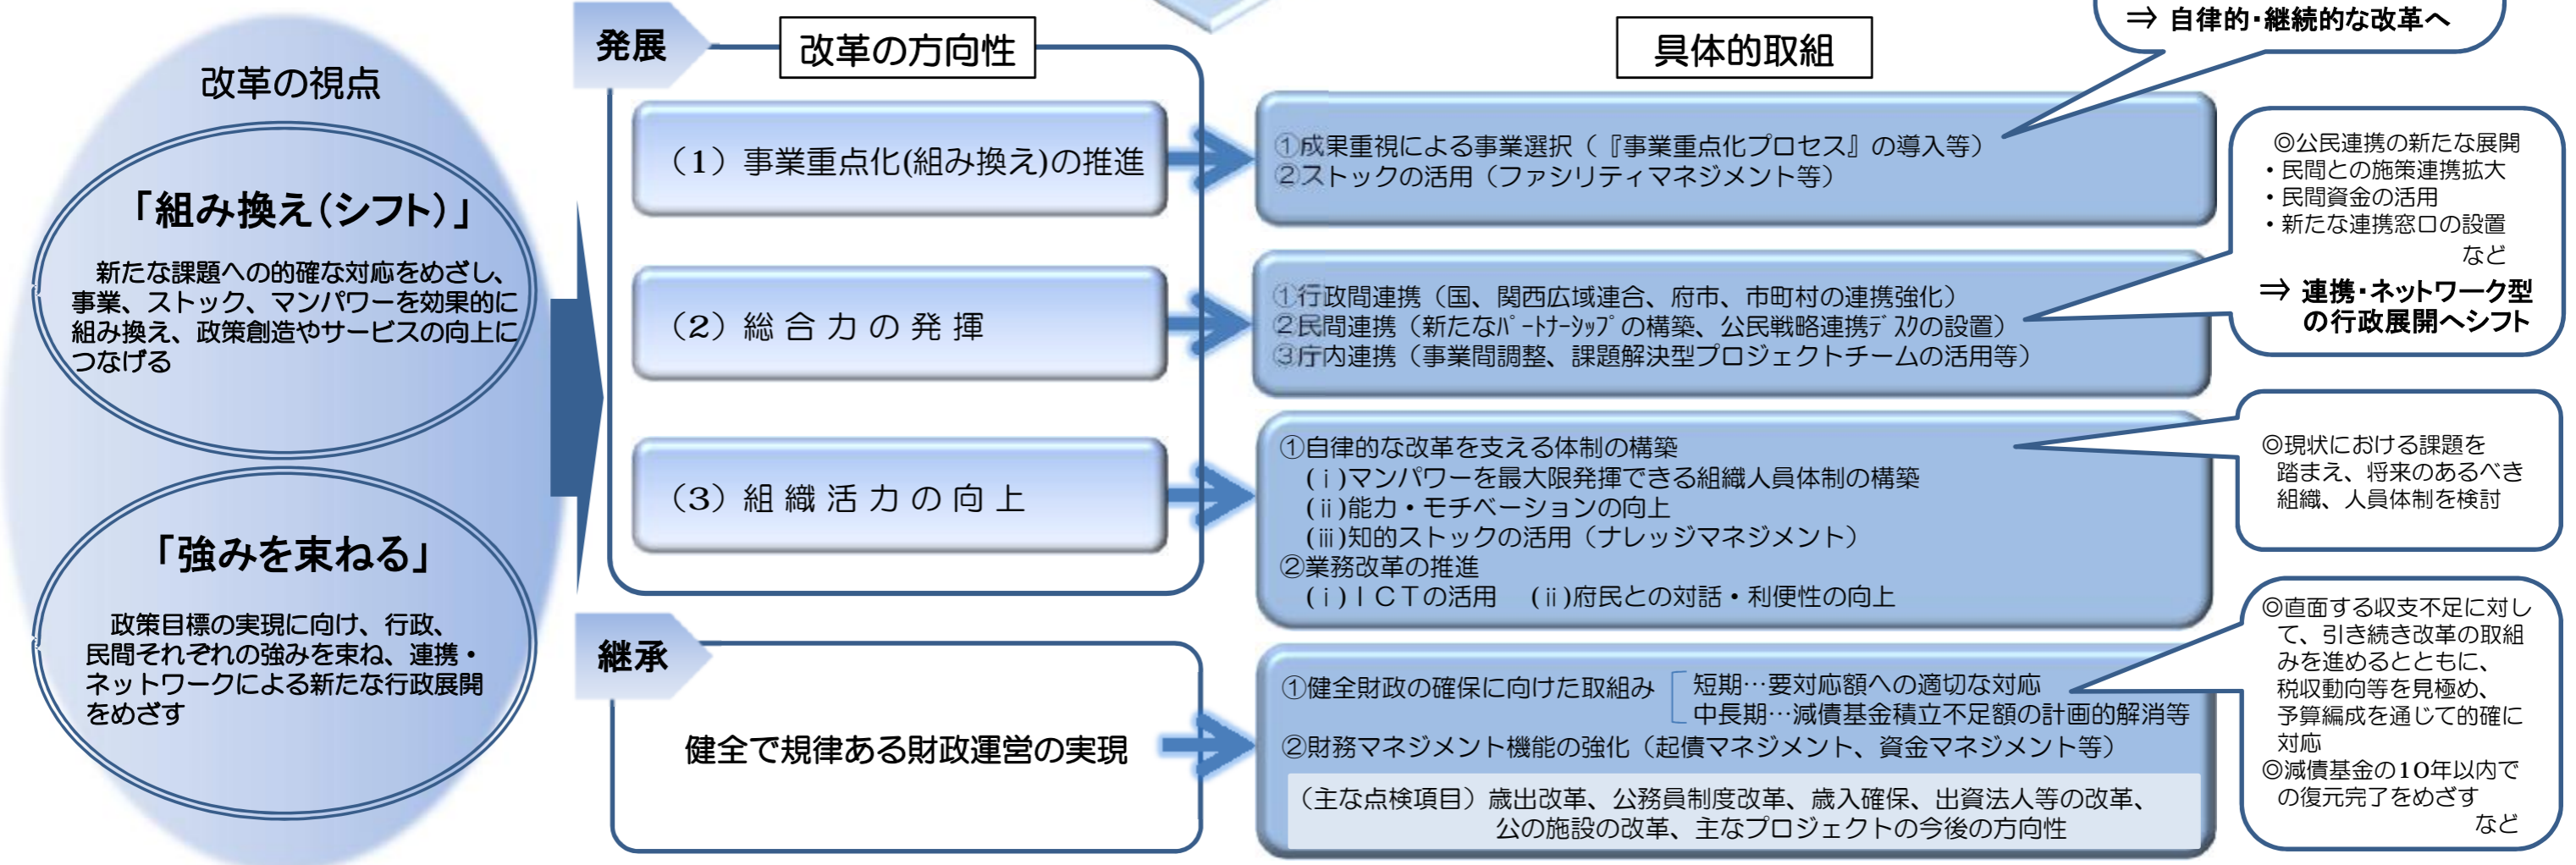 ⇒ 自律的・継続的な改革へ
改革の視点
「組み換え(シフト)」
新たな課題への的確な対応をめざし、
事業、ストック、マンパワーを効果的に
組み換え、政策創造やサービスの向上に
つなげる
「強みを束ねる」
政策目標の実現に向け、行政、
民間それぞれの強みを束ね、連携・
ネットワークによる新たな行政展開
をめざす
発展
改革の方向性
具体的取組
（1）事業重点化(組み換え)の推進
①成果重視による事業選択（『事業重点化プロセス』の導入等）
②ストックの活用（ファシリティマネジメント等）
◎公民連携の新たな展開
・民間との施策連携拡大
・民間資金の活用
・新たな連携窓口の設置
など
⇒ 連携・ネットワーク型
の行政展開へシフト
（2）総合力の発揮
①行政間連携（国、関西広域連合、府市、市町村の連携強化）
②民間連携（新たなﾊﾟｰﾄﾅｰｼｯﾌﾟの構築、公民戦略連携ﾃﾞｽｸの設置）
③庁内連携（事業間調整、課題解決型プロジェクトチームの活用等）
（3）組織活力の向上
①自律的な改革を支える体制の構築
(ⅰ)マンパワーを最大限発揮できる組織人員体制の構築
(ⅱ)能力・モチベーションの向上
(ⅲ)知的ストックの活用（ナレッジマネジメント）
②業務改革の推進
(ⅰ)ＩＣＴの活用　(ⅱ)府民との対話・利便性の向上
◎現状における課題を
踏まえ、将来のあるべき
組織、人員体制を検討
継承
健全で規律ある財政運営の実現
①健全財政の確保に向けた取組み
短期…要対応額への適切な対応
中長期…減債基金積立不足額の計画的解消等
②財務マネジメント機能の強化（起債マネジメント、資金マネジメント等）
（主な点検項目）歳出改革、公務員制度改革、歳入確保、出資法人等の改革、
公の施設の改革、主なプロジェクトの今後の方向性
◎直面する収支不足に対し
て、引き続き改革の取組
みを進めるとともに、
税収動向等を見極め、
予算編成を通じて的確に
対応
◎減債基金の10年以内で
の復元完了をめざす
など